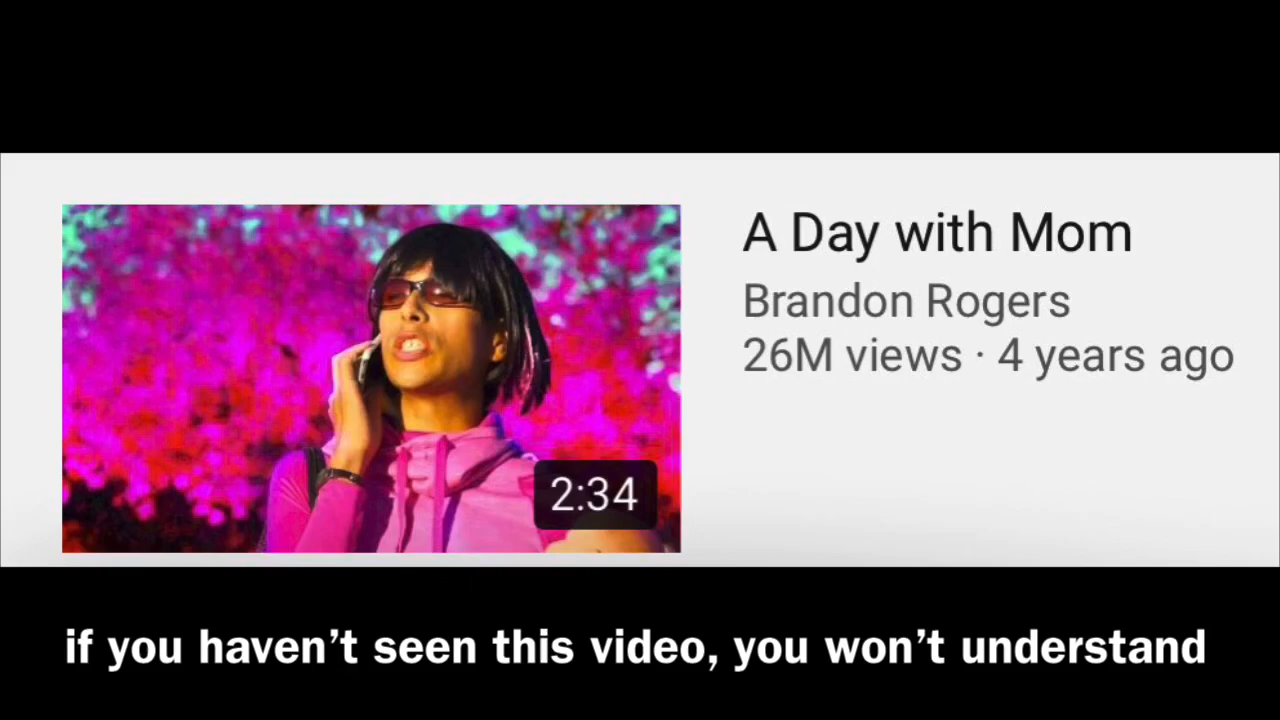 A Day with Mom
Brandon Rogers
26M views · 4 years ago
2:34
if you haven’t seen this video, you won’t understand